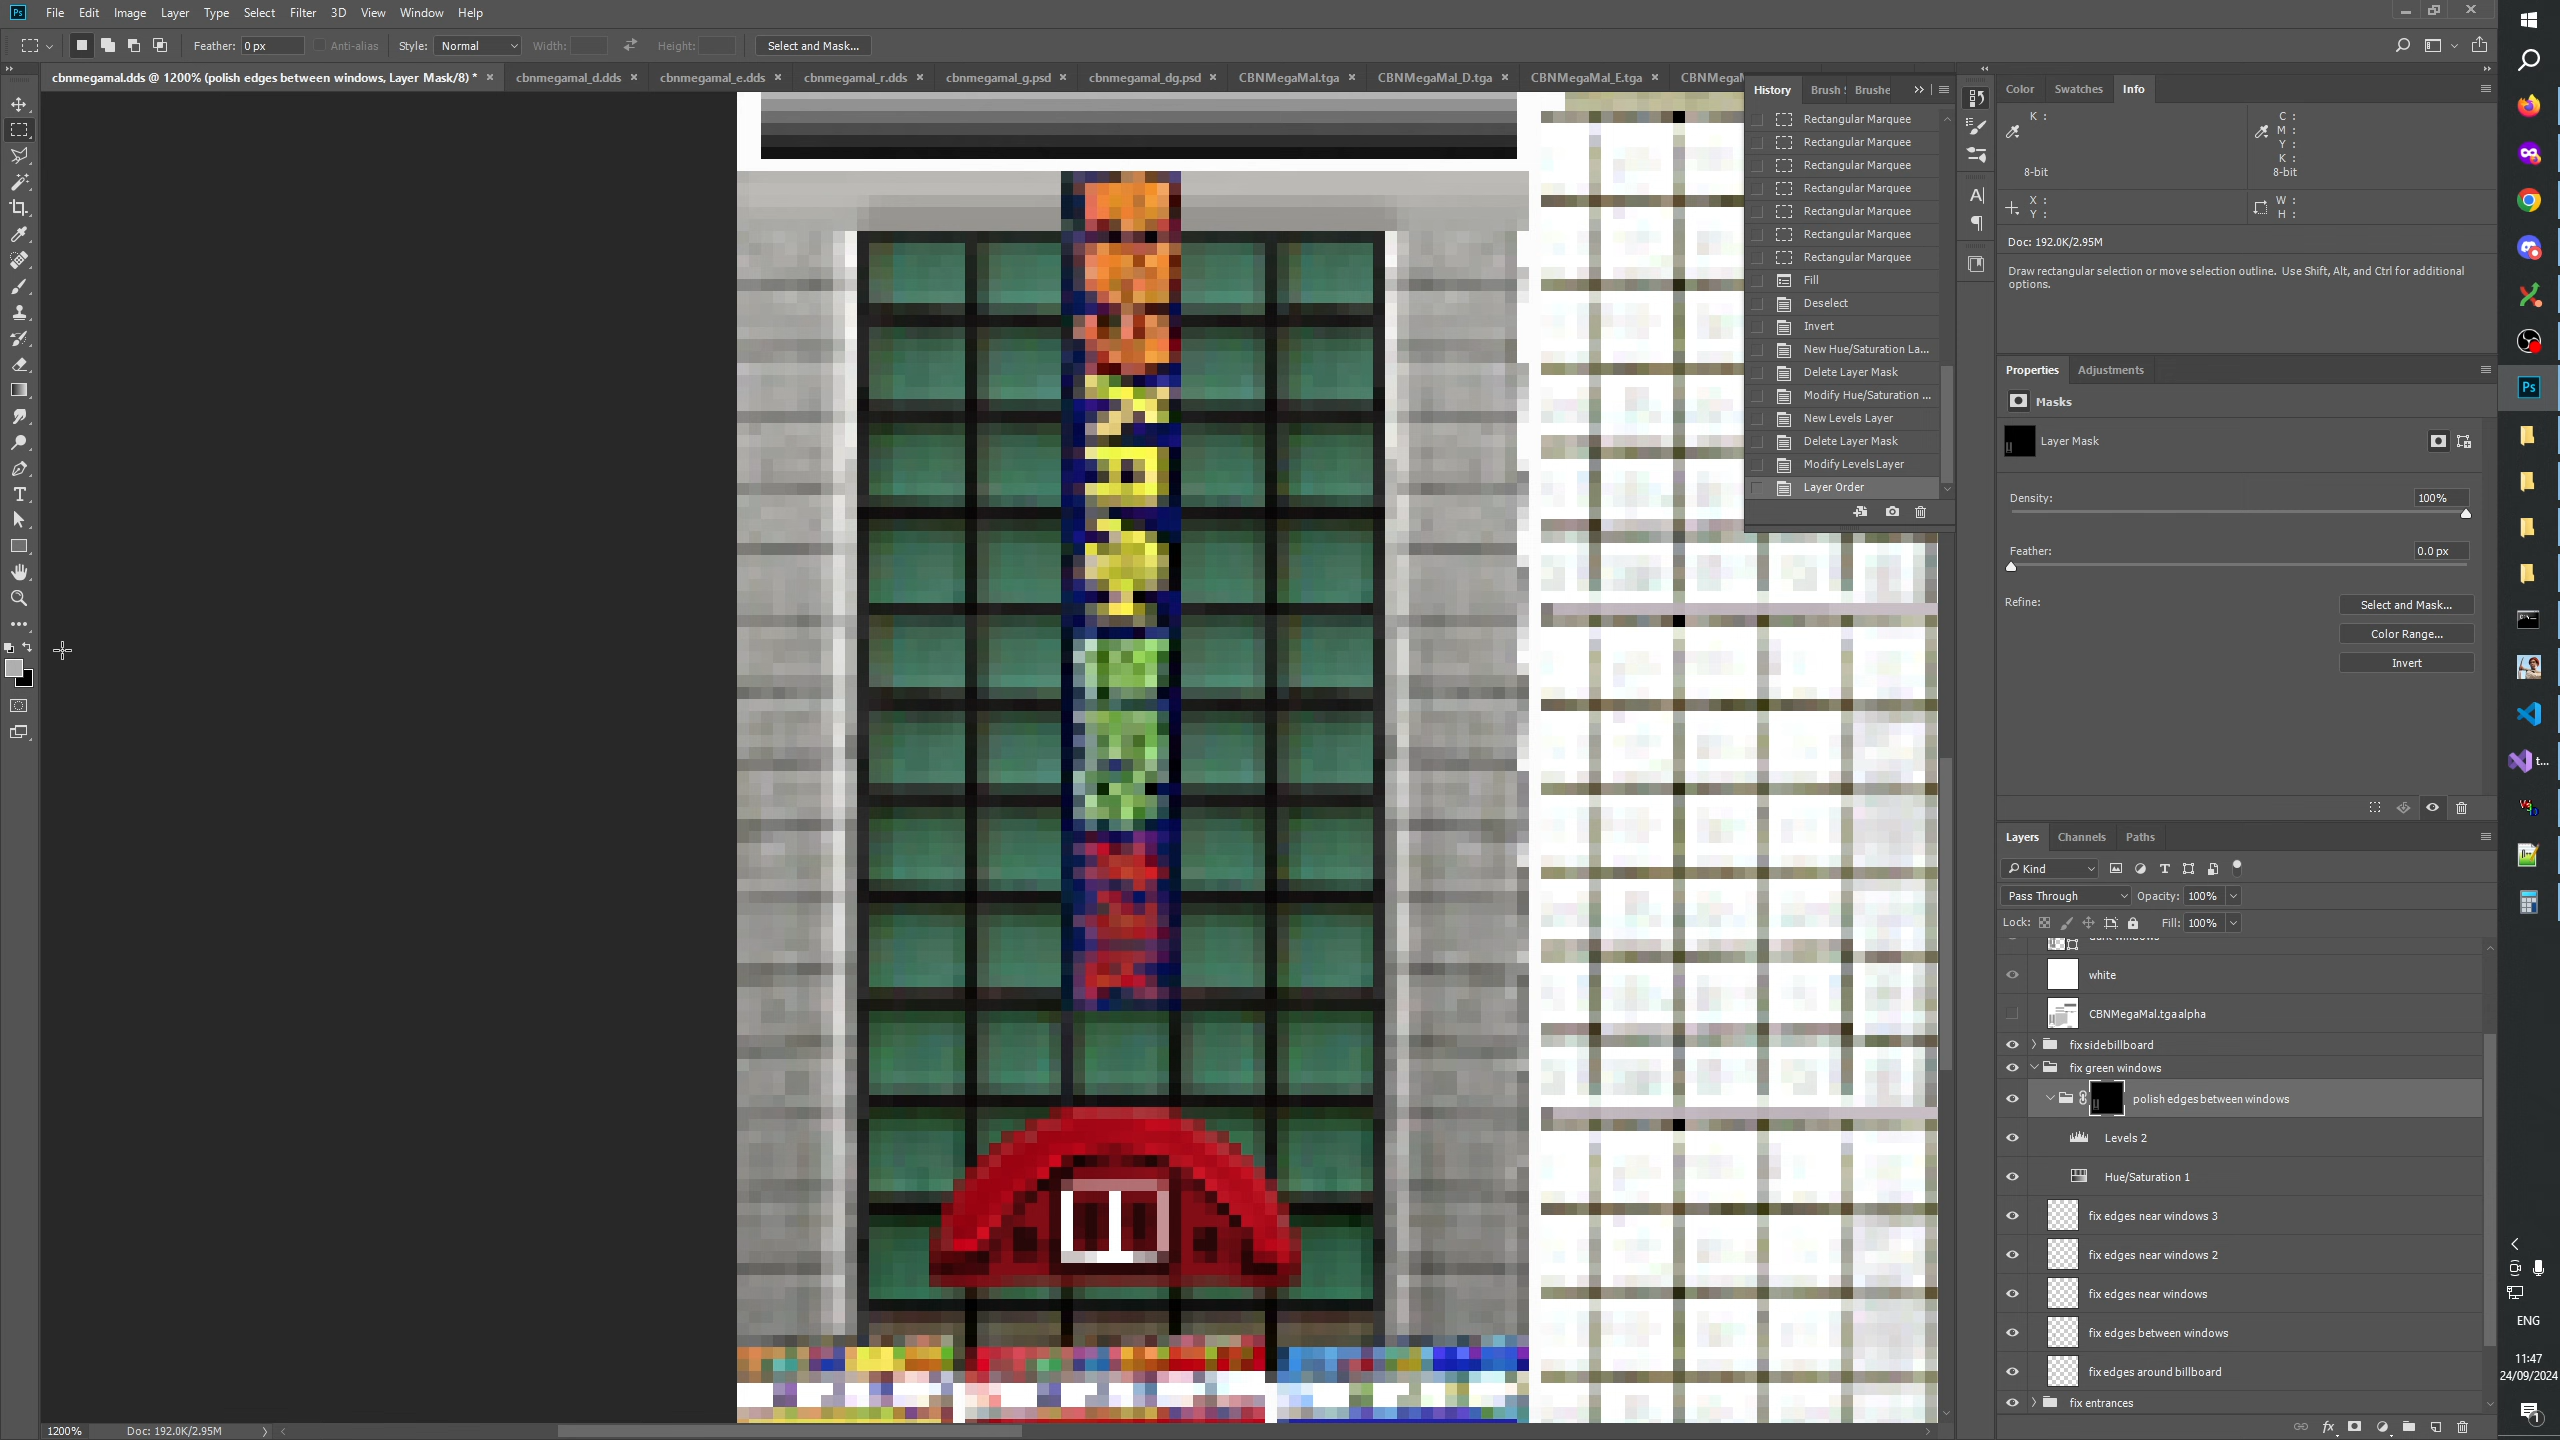 File Edit Image Layer Type Select Filter 3D View Window Help
Feather: 0 px Anti-alias Style: Normal Width: Height: Select and Mask...
cbnmegamal.dds @ 1200% (polish edges between windows, Layer Mask/8) * cbnmegamal_d.dds cbnmegamal_e.dds cbnmegamal_r.dds cbnmegamal_g.psd cbnmegamal_dg.psd CBNMegaMal.tga CBNMegaMal_D.tga CBNMegaMal_E.tga CBNMegaM
History Brush Brushe
Rectangular Marquee
Rectangular Marquee
Rectangular Marquee
Rectangular Marquee
Rectangular Marquee
Rectangular Marquee
Rectangular Marquee
Fill
Deselect
Invert
New Hue/Saturation La...
Delete Layer Mask
Modify Hue/Saturation ...
New Levels Layer
Delete Layer Mask
Modify Levels Layer
Layer Order
Color Swatches Info
K : C :
M :
Y :
K :
8-bit 8-bit
X : W :
Y : H :
Doc: 192.0K/2.95M
Draw rectangular selection or move selection outline. Use Shift, Alt, and Ctrl for additional
options.
Properties Adjustments
Masks
Layer Mask
Density: 100%
Feather: 0.0 px
Refine: Select and Mask...
Color Range...
Invert
Layers Channels Paths
Kind
Pass Through Opacity: 100%
Lock: Fill: 100%
dark windows
white
CBNMegaMal.tga alpha
fix side billboard
fix green windows
polish edges between windows
Levels 2
Hue/Saturation 1
fix edges near windows 3
fix edges near windows 2
fix edges near windows
fix edges between windows
fix edges around billboard
fix entrances
1200% Doc: 192.0K/2.95M
t...
ENG
11:47
24/09/2024